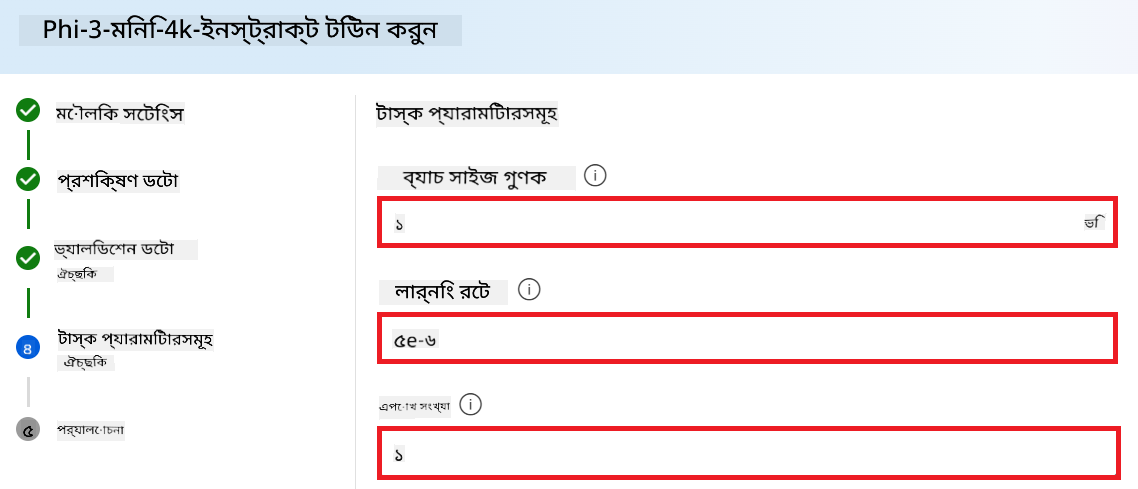 Phi-3-মিনি-4k-ইনস্ট্রাক্ট টিউন করুন
মৌলিক সেটিংস
প্রশিক্ষণ ডেটা
ভ্যালিডেশন ডেটা
ঐচ্ছিক
৪
টাস্ক প্যারামিটারসমূহ
ঐচ্ছিক
৫
পর্যালোচনা
টাস্ক প্যারামিটারসমূহ
ব্যাচ সাইজ গুণক
১
ভি
লার্নিং রেট
৫e-৬
এপোখ সংখ্যা
১